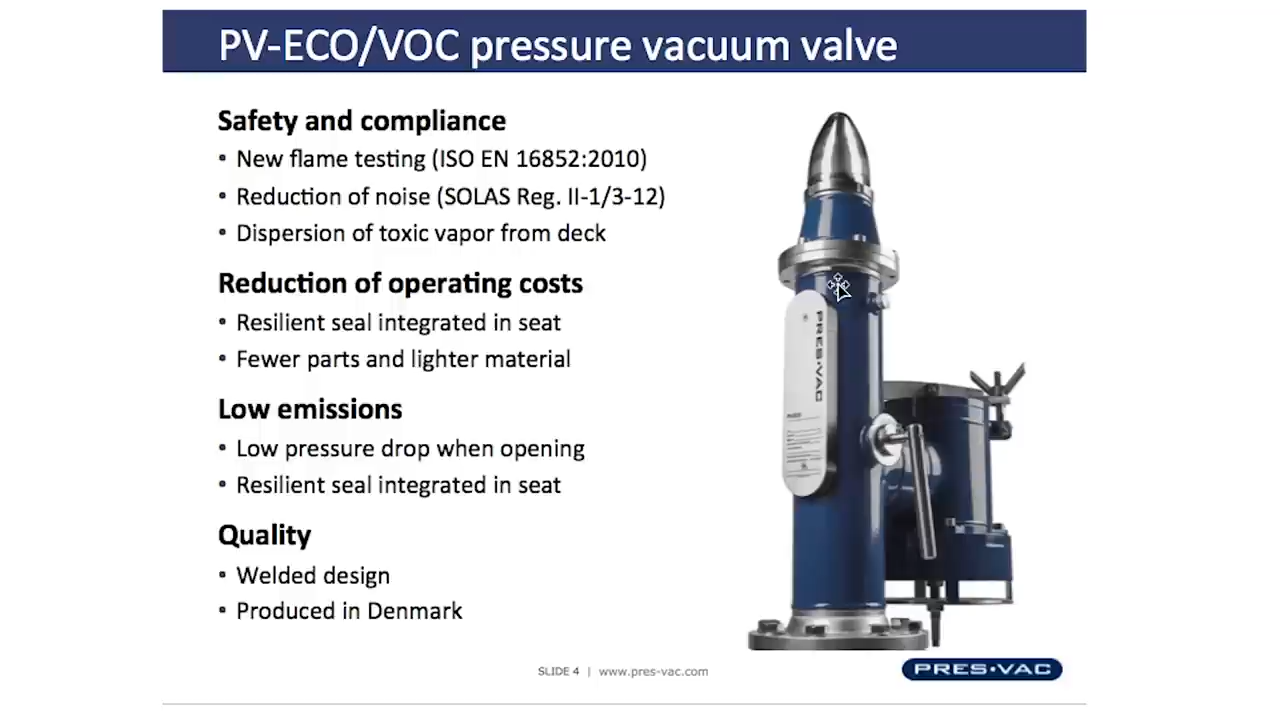 PV-ECO/VOC pressure vacuum valve
Safety and compliance
• New flame testing (ISO EN 16852:2010)
• Reduction of noise (SOLAS Reg. II-1/3-12)
• Dispersion of toxic vapor from deck
Reduction of operating costs
• Resilient seal integrated in seat
• Fewer parts and lighter material
Low emissions
• Low pressure drop when opening
• Resilient seal integrated in seat
Quality
• Welded design
• Produced in Denmark
PRES·VAC
SLIDE 4 | www.pres-vac.com
PRES·VAC